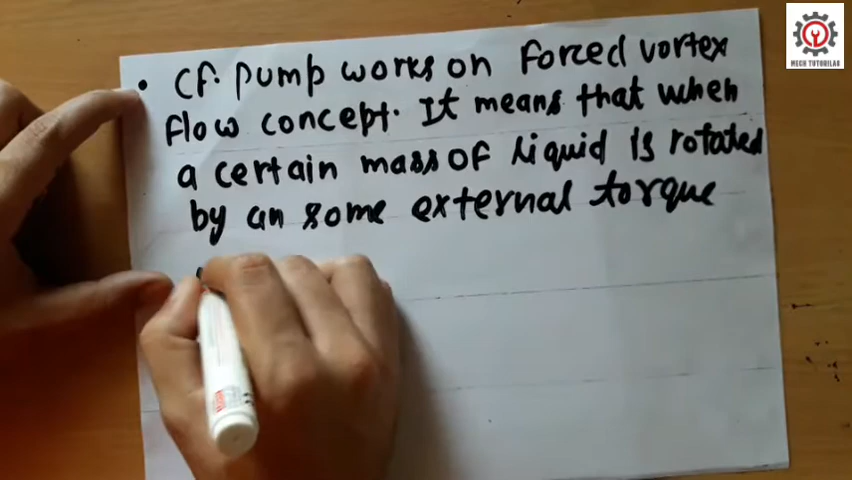 • CF. pump works on Forced vortex
flow concept. It means that when
a certain mass of liquid is rotated
by an some external torque
MECH TUTORILAB